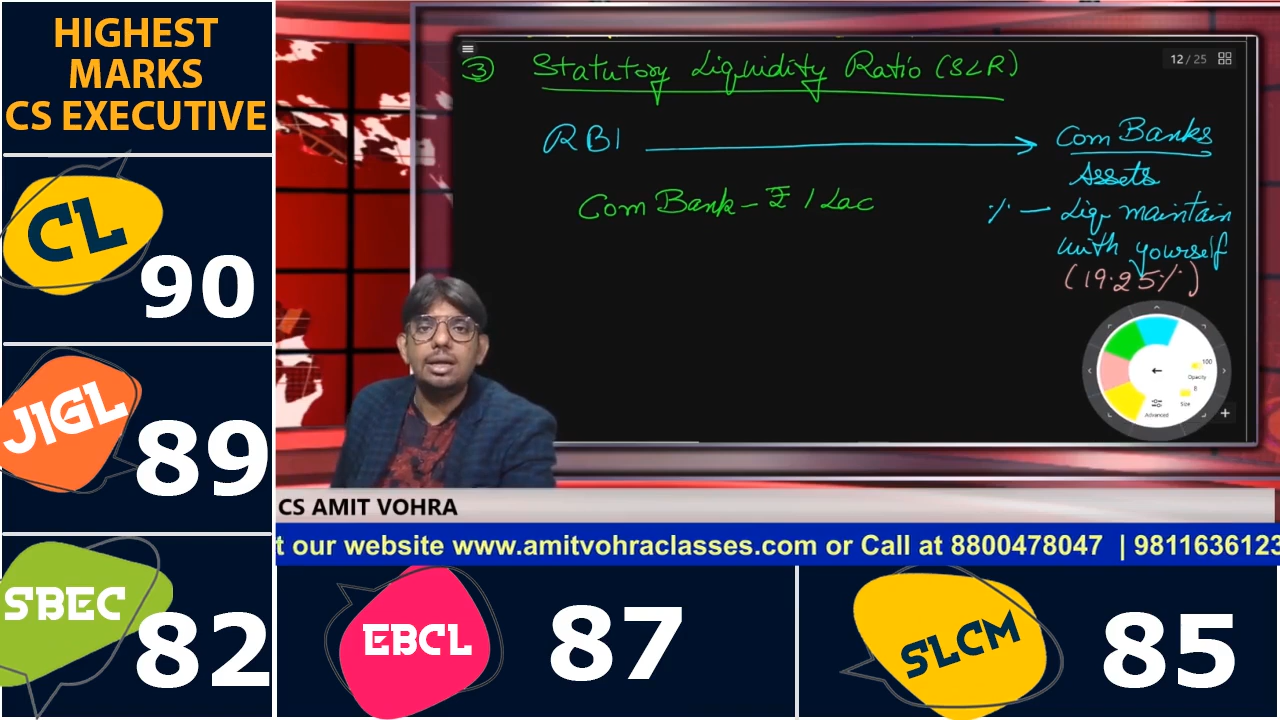 HIGHEST
MARKS
CS EXECUTIVE
CL
90
JIGL
89
SBEC
82
③ Statutory Liquidity Ratio (SLR)
12 / 25
RBI
Com Banks
Assets
Com Bank - ₹ 1 Lac
% - Liq. maintain
with yourself
(19.25%)
100
Opacity
8
Size
Advanced
CS AMIT VOHRA
t our website www.amitvohraclasses.com or Call at 8800478047 | 9811636123
EBCL
87
SLCM
85